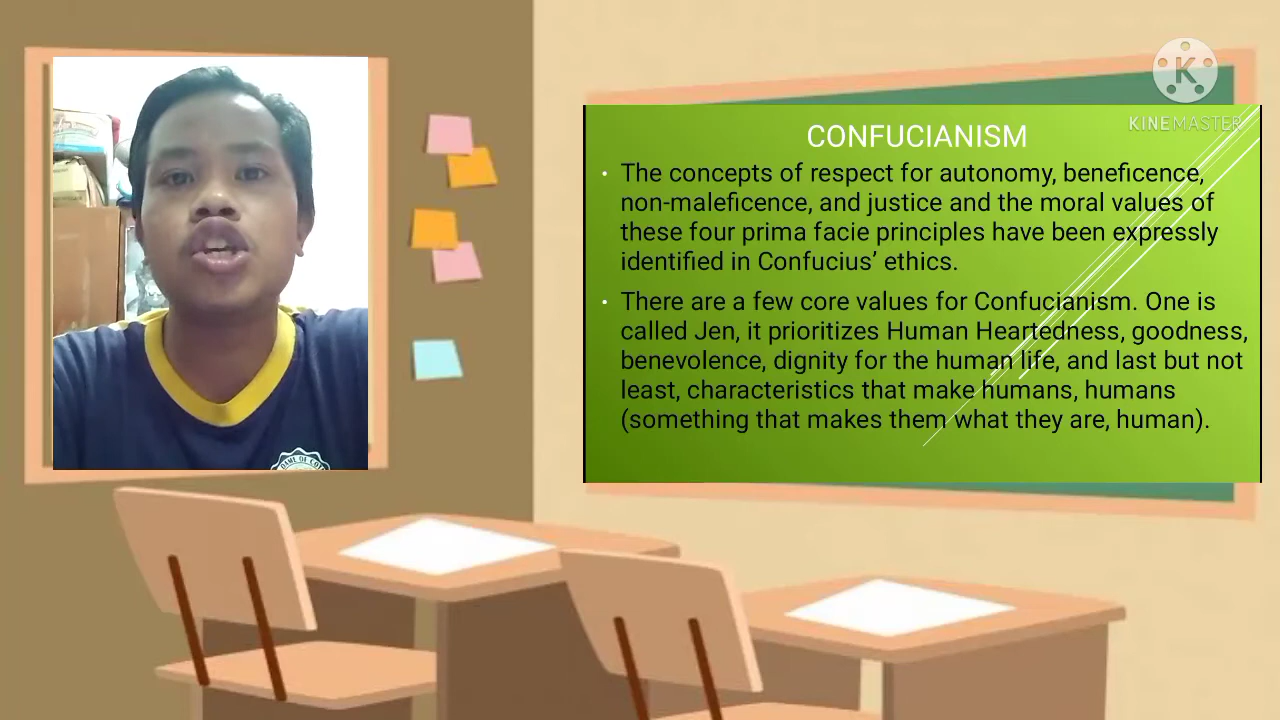 KINEMASTER
CONFUCIANISM
• The concepts of respect for autonomy, beneficence,
non-maleficence, and justice and the moral values of
these four prima facie principles have been expressly
identified in Confucius’ ethics.
• There are a few core values for Confucianism. One is
called Jen, it prioritizes Human Heartedness, goodness,
benevolence, dignity for the human life, and last but not
least, characteristics that make humans, humans
(something that makes them what they are, human).